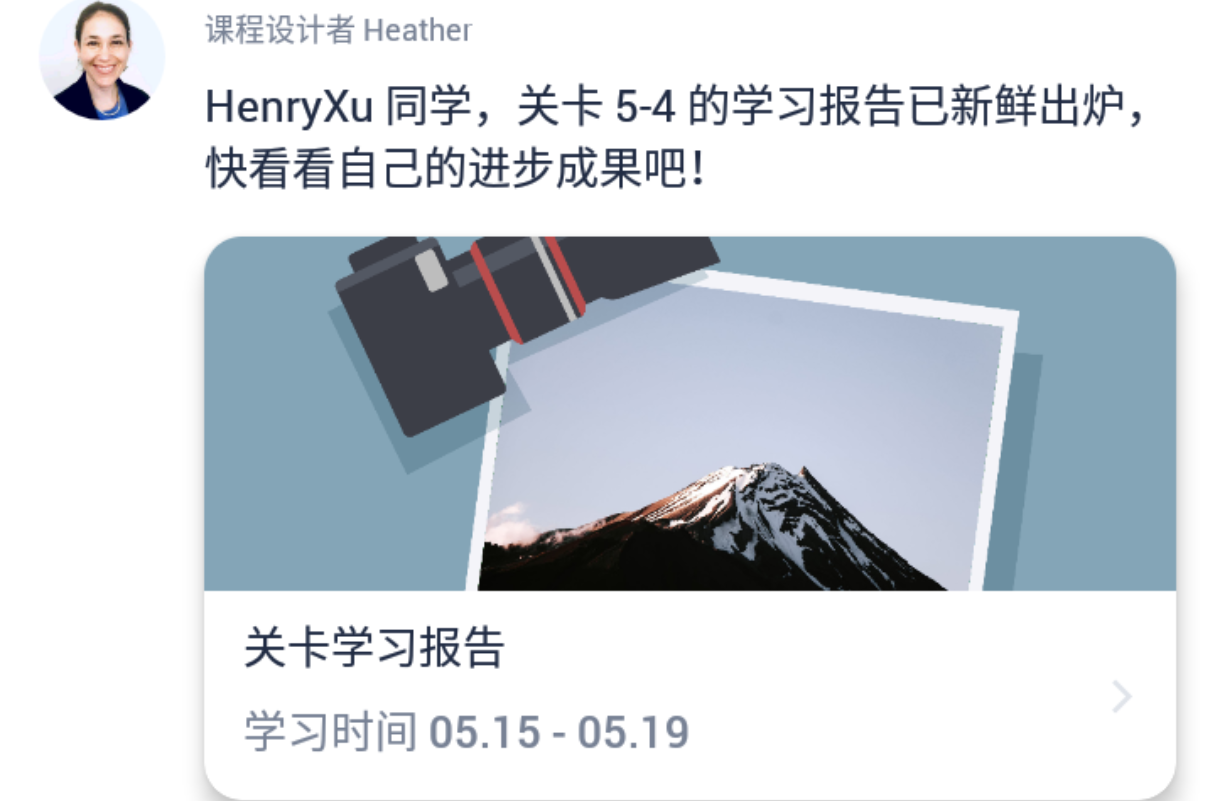 课程设计者 Heather
HenryXu 同学，关卡 5-4 的学习报告已新鲜出炉，
快看看自己的进步成果吧！
关卡学习报告
学习时间 05.15 - 05.19